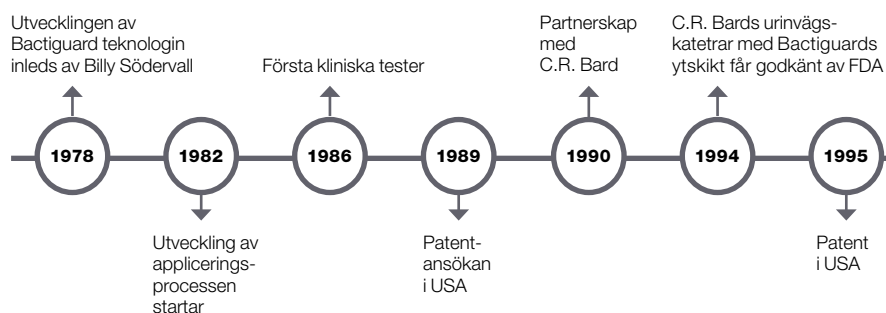 Utvecklingen av
Bactiguard teknologin
inleds av Billy Södervall
Första kliniska tester
Partnerskap
med
C.R. Bard
C.R. Bards urinvägs-
katetrar med Bactiguards
ytskikt får godkänt av FDA
1978
1982
1986
1989
1990
1994
1995
Utveckling av
applicerings-
processen
startar
Patent-
ansökan
i USA
Patent
i USA